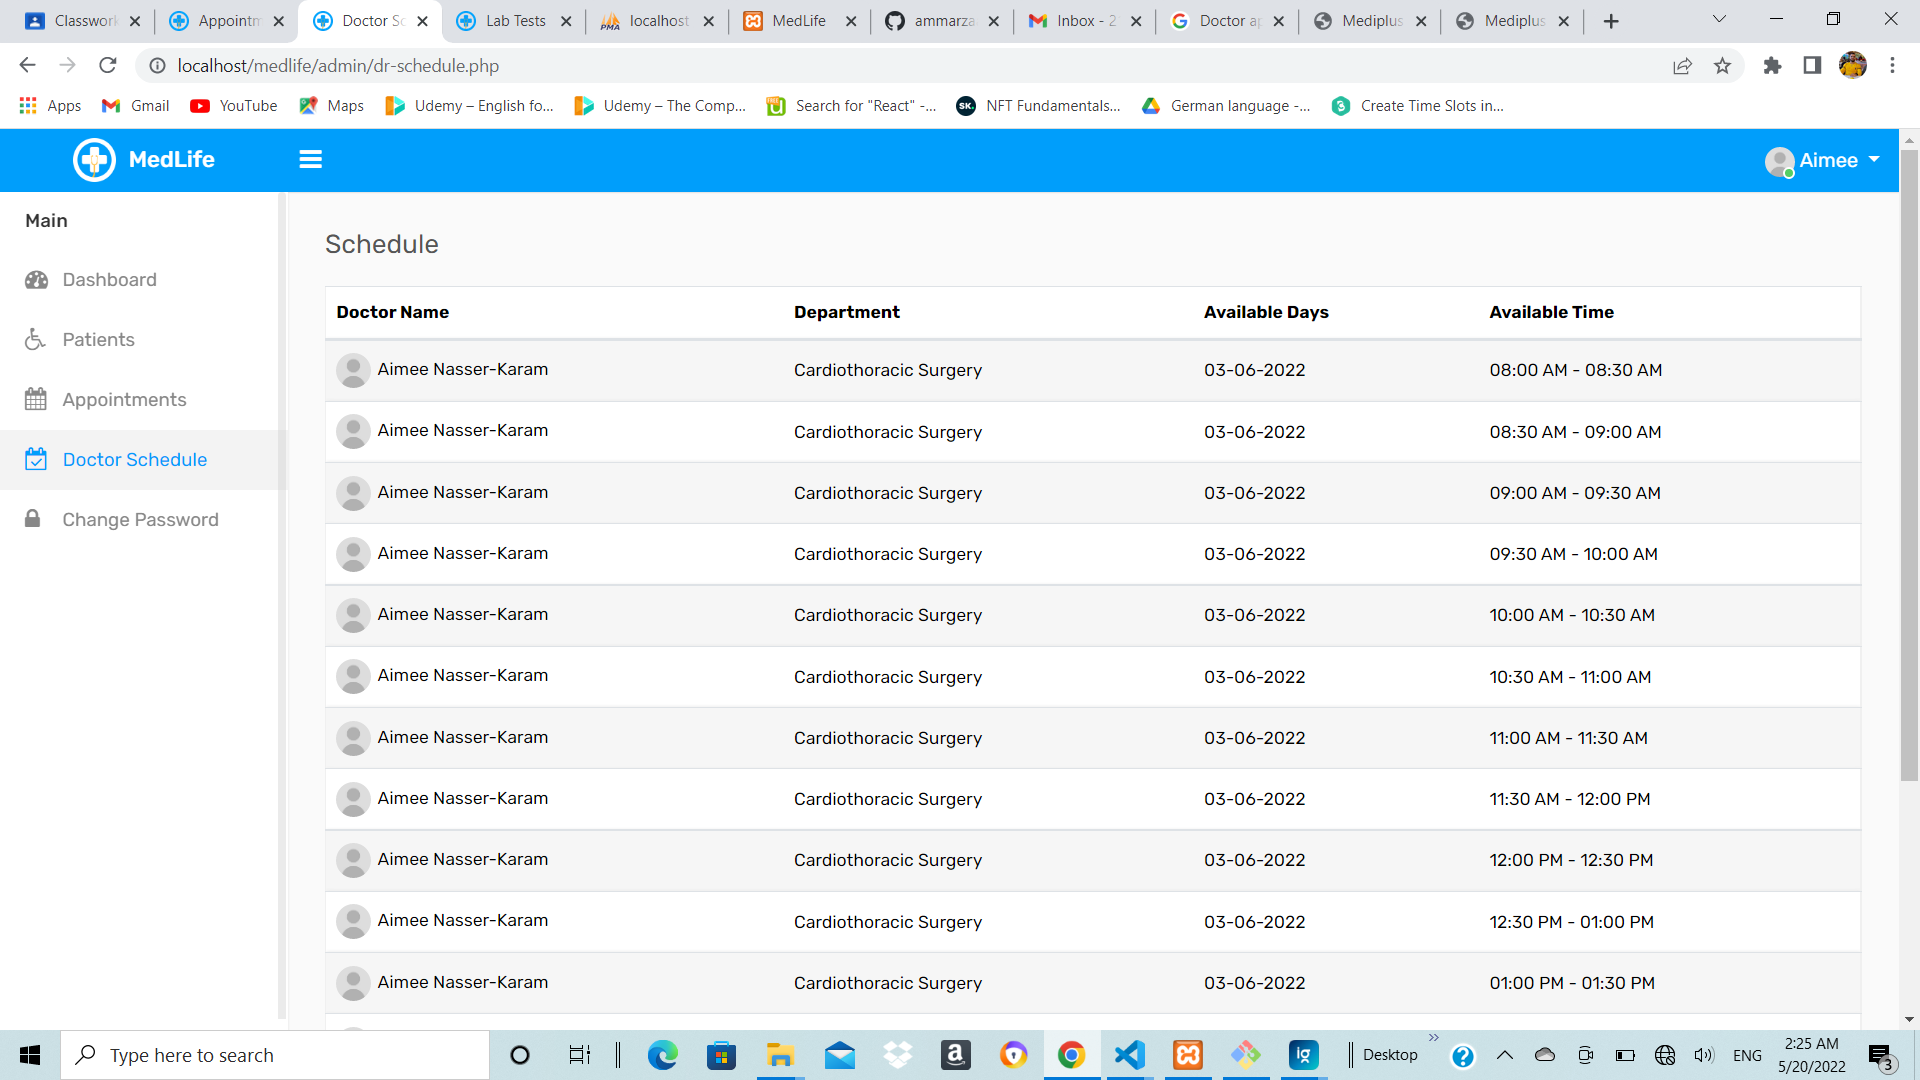 Classwork
Appointm
Doctor Sc
Lab Tests
localhost
MedLife
ammarza
Inbox - 2
Doctor ap
Mediplus
Mediplus
localhost/medlife/admin/dr-schedule.php
Apps
Gmail
YouTube
Maps
Udemy – English fo...
Udemy – The Comp...
Search for "React" -...
NFT Fundamentals...
German language -...
Create Time Slots in...
MedLife
Aimee
Main
Dashboard
Patients
Appointments
Doctor Schedule
Change Password
Schedule
Doctor Name Department Available Days Available Time
Aimee Nasser-Karam Cardiothoracic Surgery 03-06-2022 08:00 AM - 08:30 AM
Aimee Nasser-Karam Cardiothoracic Surgery 03-06-2022 08:30 AM - 09:00 AM
Aimee Nasser-Karam Cardiothoracic Surgery 03-06-2022 09:00 AM - 09:30 AM
Aimee Nasser-Karam Cardiothoracic Surgery 03-06-2022 09:30 AM - 10:00 AM
Aimee Nasser-Karam Cardiothoracic Surgery 03-06-2022 10:00 AM - 10:30 AM
Aimee Nasser-Karam Cardiothoracic Surgery 03-06-2022 10:30 AM - 11:00 AM
Aimee Nasser-Karam Cardiothoracic Surgery 03-06-2022 11:00 AM - 11:30 AM
Aimee Nasser-Karam Cardiothoracic Surgery 03-06-2022 11:30 AM - 12:00 PM
Aimee Nasser-Karam Cardiothoracic Surgery 03-06-2022 12:00 PM - 12:30 PM
Aimee Nasser-Karam Cardiothoracic Surgery 03-06-2022 12:30 PM - 01:00 PM
Aimee Nasser-Karam Cardiothoracic Surgery 03-06-2022 01:00 PM - 01:30 PM
Type here to search
Desktop
ENG
2:25 AM
5/20/2022
3